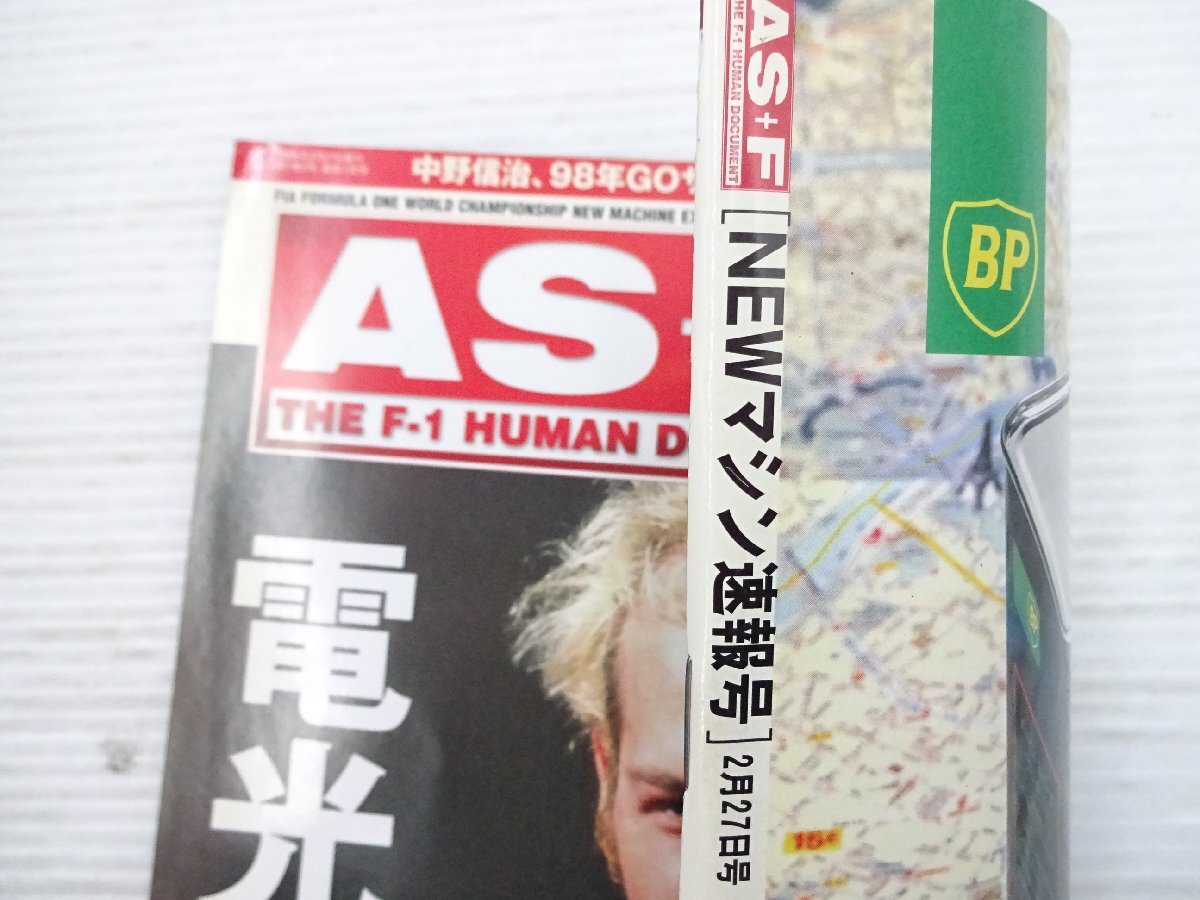 中野信治、98年GO
FIA FORMULA ONE WORLD CHAMPIONSHIP NEW MACHINE EX
AS
THE F-1 HUMAN D
電光
AS+F
THE F-1 HUMAN DOCUMENT
[NEWマシン速報号]2月27日号
BP
15e